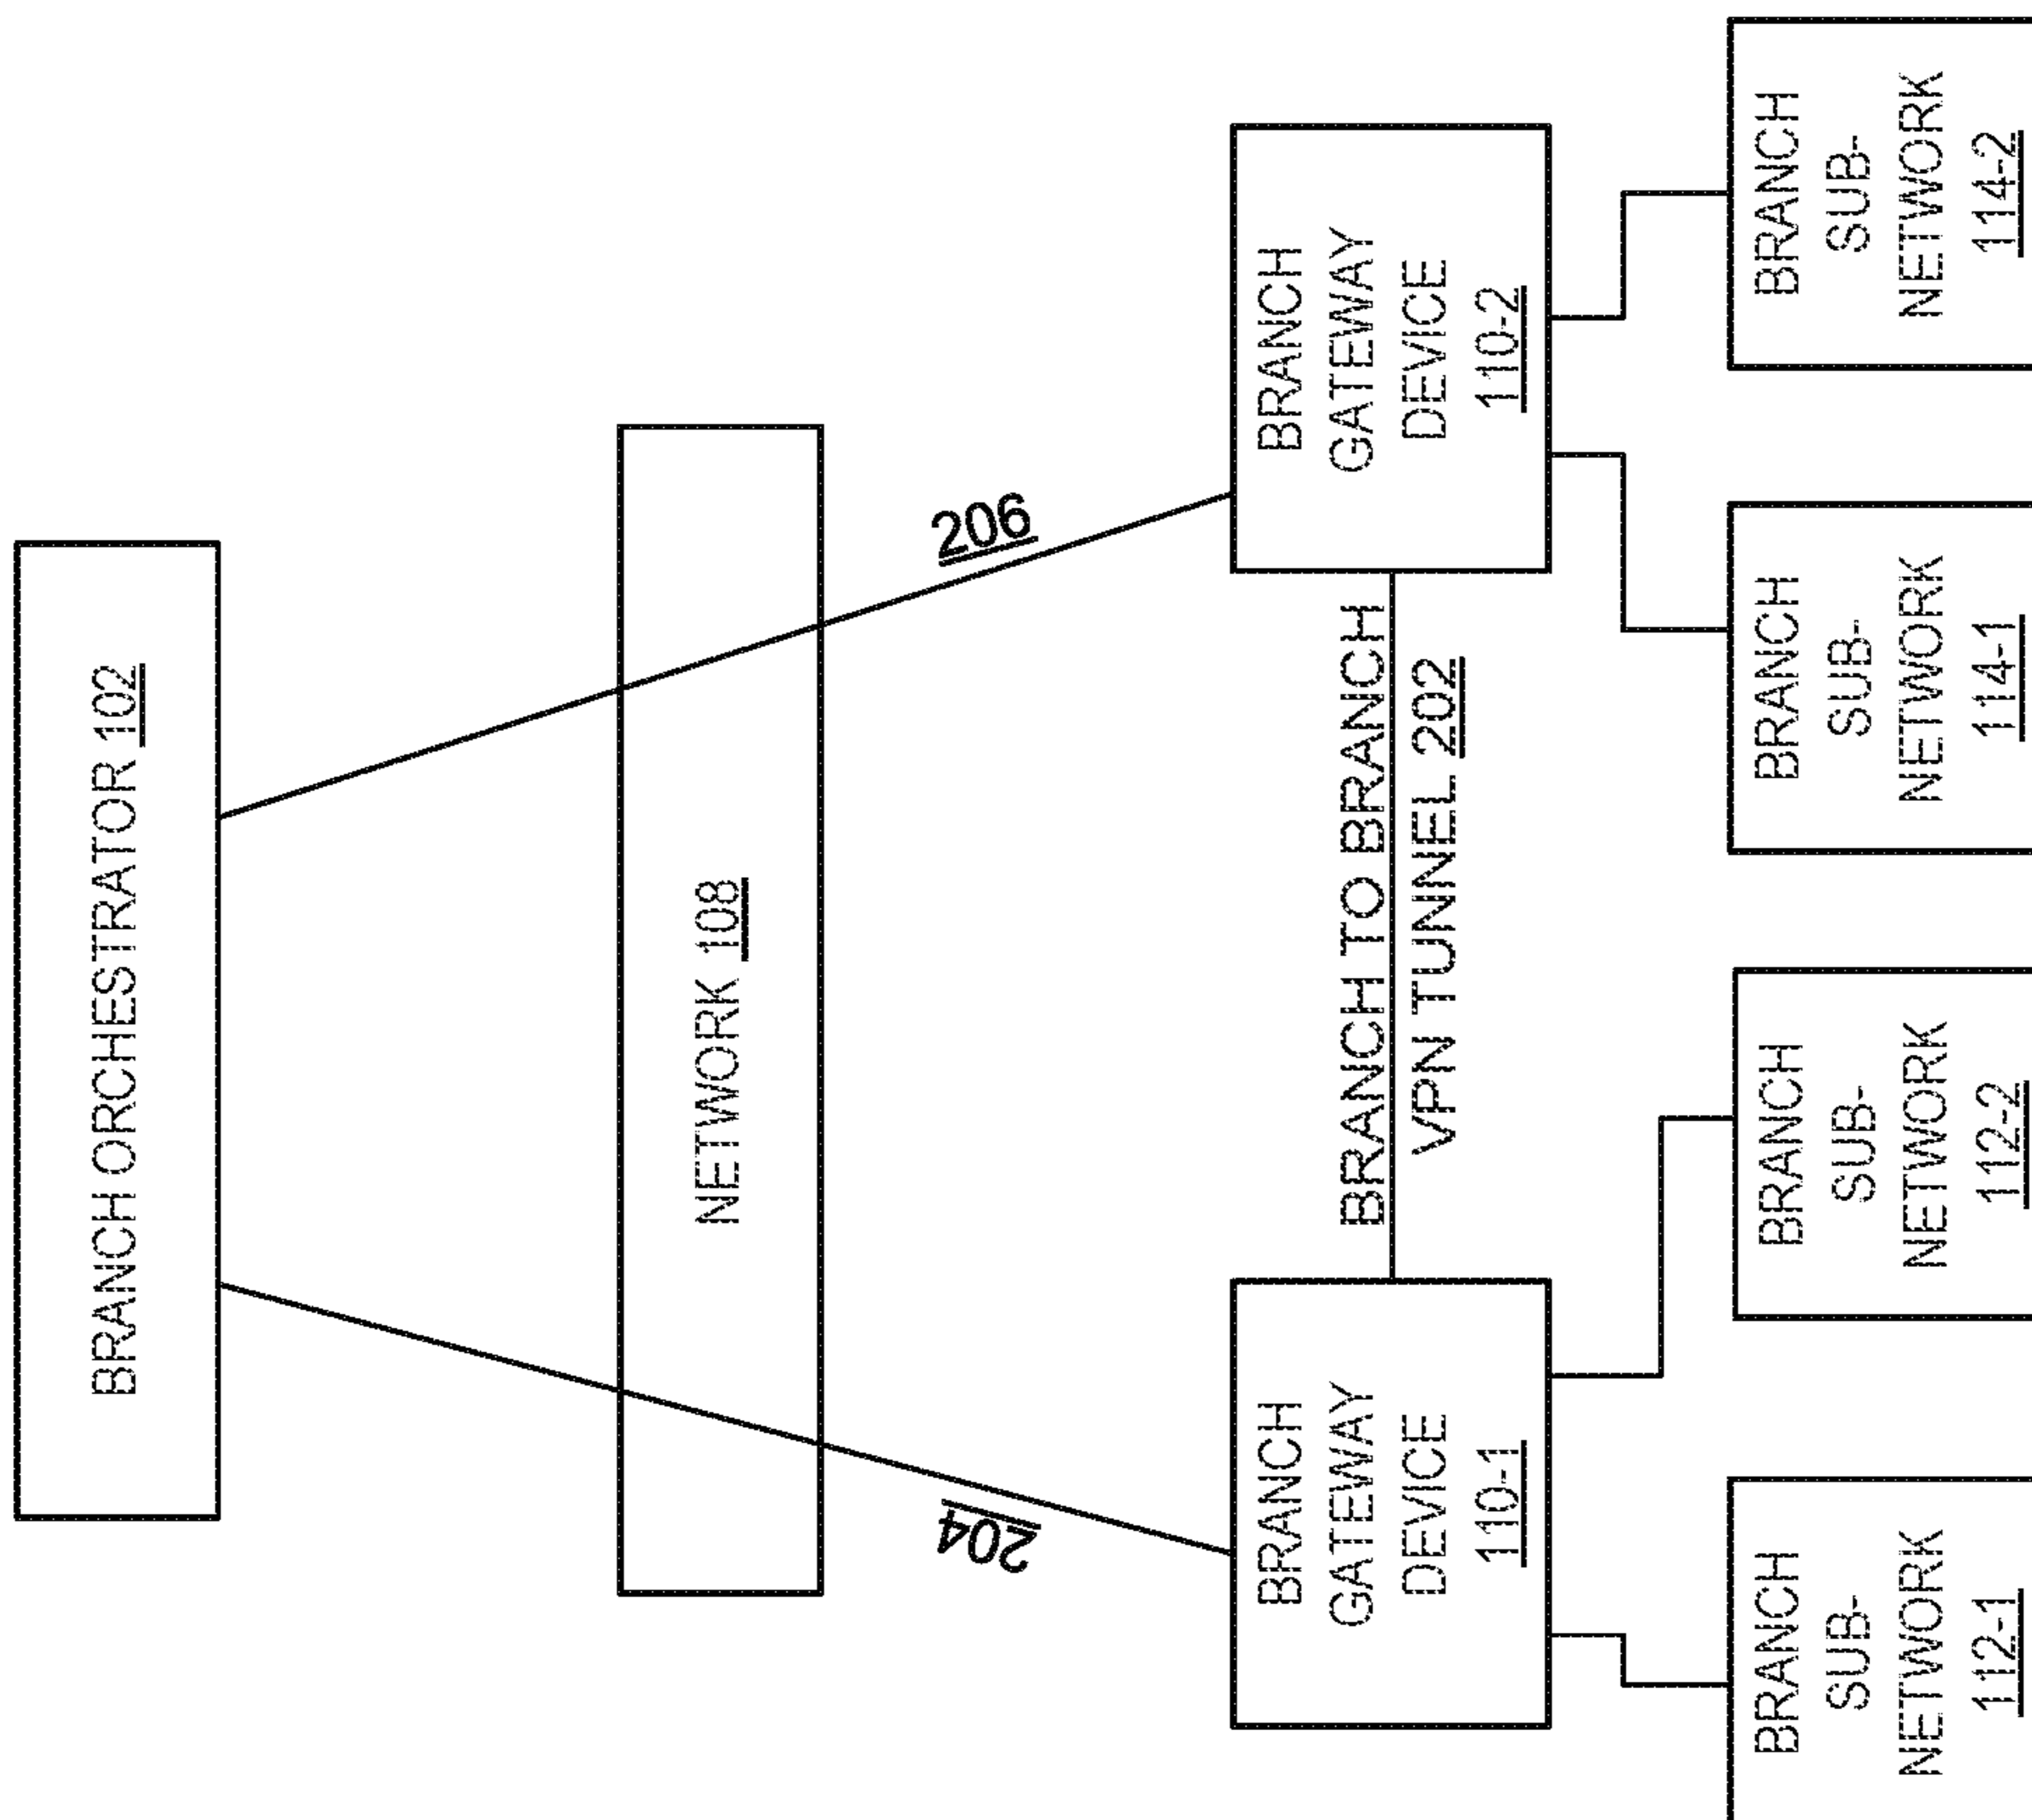 BRANCH ORCHESTRATOR 102
NETWORK 108
204
206
BRANCH
GATEWAY
DEVICE
110-1
BRANCH TO BRANCH
VPN TUNNEL 202
BRANCH
GATEWAY
DEVICE
110-2
BRANCH
SUB-
NETWORK
112-1
BRANCH
SUB-
NETWORK
112-2
BRANCH
SUB-
NETWORK
114-1
BRANCH
SUB-
NETWORK
114-2